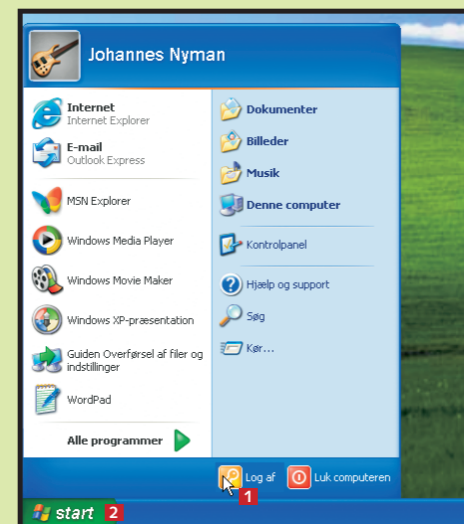 Johannes Nyman
Internet
Internet Explorer
E-mail
Outlook Express
MSN Explorer
Windows Media Player
Windows Movie Maker
Windows XP-præsentation
Guiden Overførsel af filer og
indstillinger
WordPad
Alle programmer
Dokumenter
Billeder
Musik
Denne computer
Kontrolpanel
Hjælp og support
Søg
Kør...
Log af
Luk computeren
1
start 2